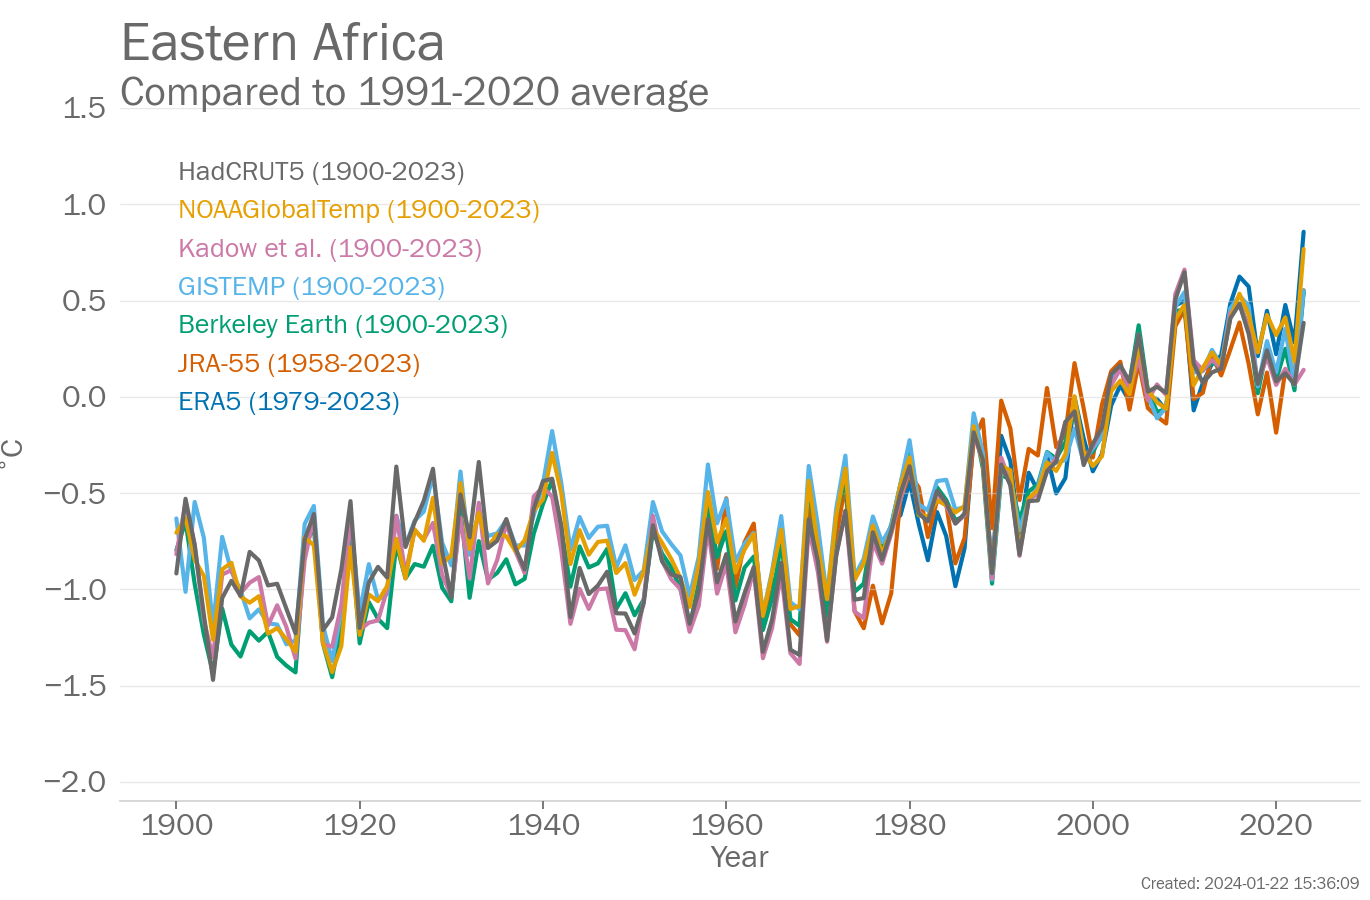 Eastern Africa
Compared to 1991-2020 average
1.5
1.0
0.5
0.0
−0.5
−1.0
−1.5
−2.0
°C
HadCRUT5 (1900-2023)
NOAAGlobalTemp (1900-2023)
Kadow et al. (1900-2023)
GISTEMP (1900-2023)
Berkeley Earth (1900-2023)
JRA-55 (1958-2023)
ERA5 (1979-2023)
1900 1920 1940 1960 1980 2000 2020
Year
Created: 2024-01-22 15:36:09